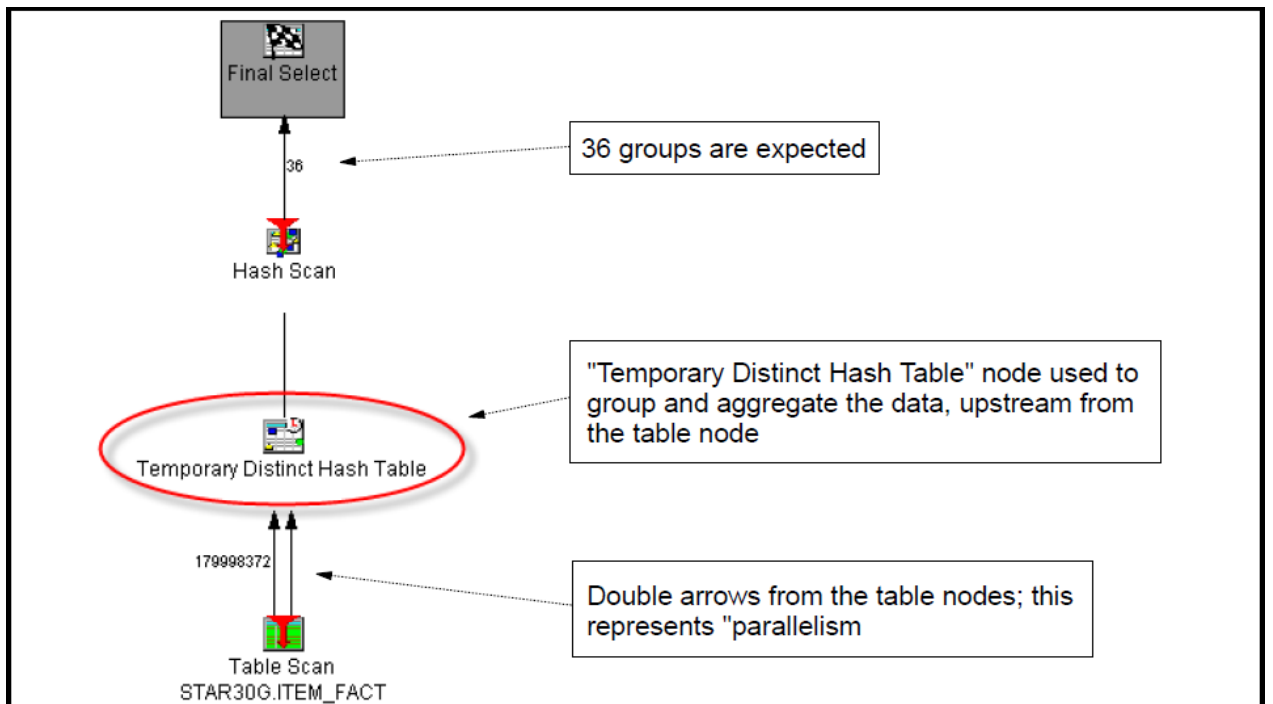 Final Select
36 groups are expected
36
Hash Scan
"Temporary Distinct Hash Table" node used to
group and aggregate the data, upstream from
the table node
Temporary Distinct Hash Table
179998372
Double arrows from the table nodes; this
represents "parallelism
Table Scan
STAR30G.ITEM_FACT